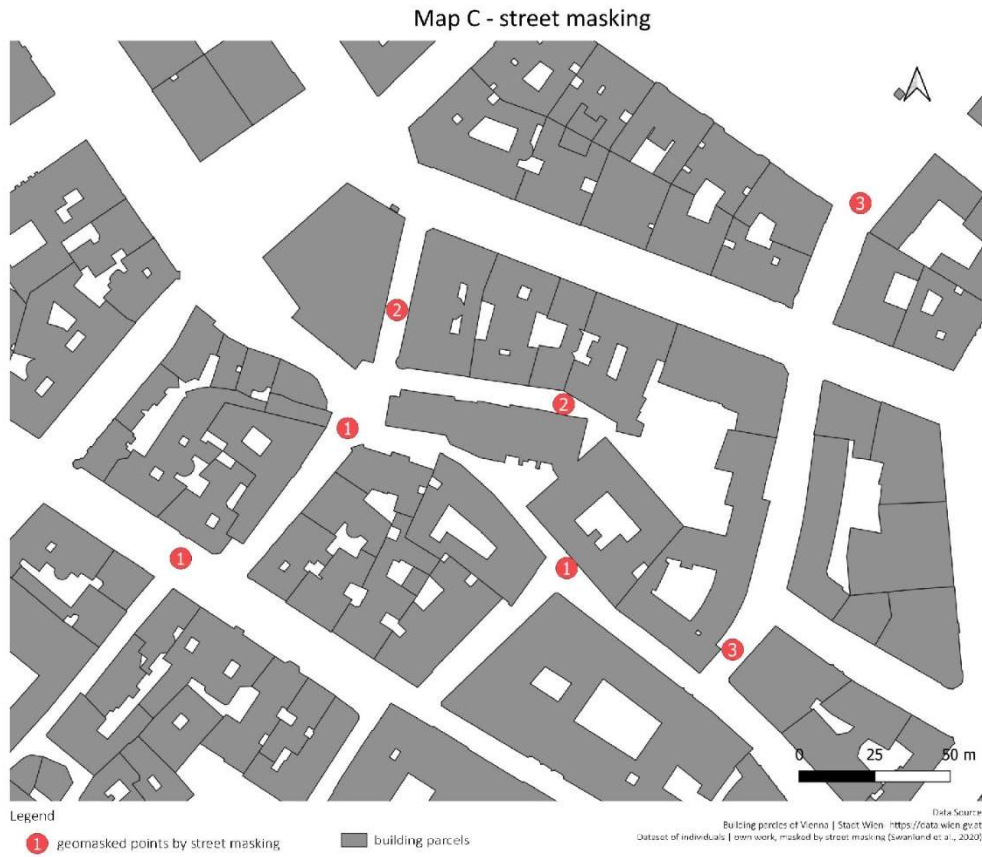 Map C - street masking
3
2
2
1
1
1
3
0 25 50 m
Legend
1 geomasked points by street masking
building parcels
Data Source
Building parcles of Vienna | Stadt Wien - https://data.wien.gv.at
Dataset of individuals | own work, masked by street masking (Swanlund et al., 2020)